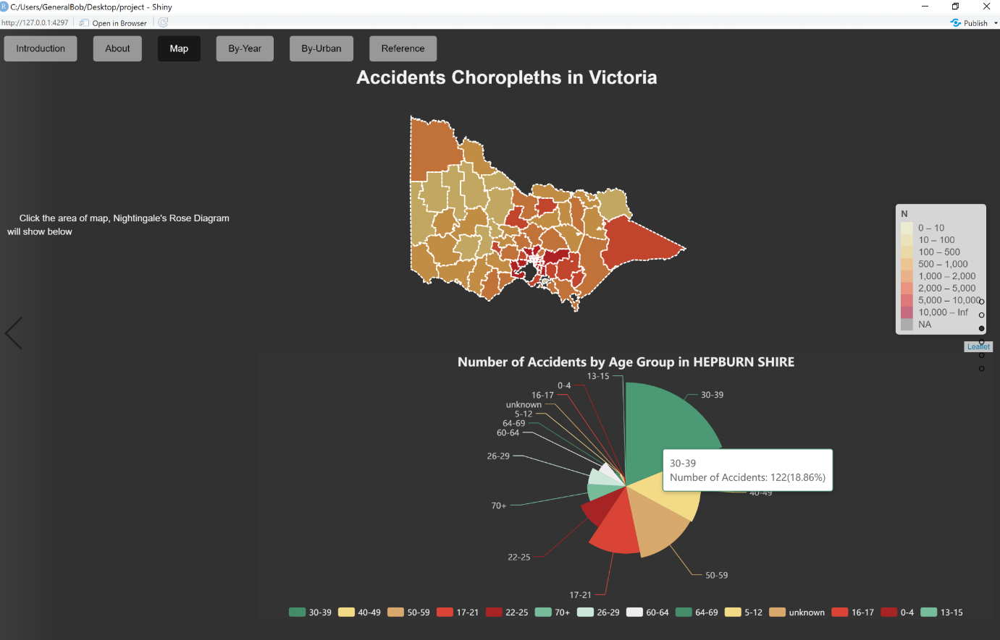 C:/Users/GeneralBob/Desktop/project - Shiny
http://127.0.0.1:4297 Open in Browser Publish
Introduction About Map By-Year By-Urban Reference
Accidents Choropleths in Victoria
Click the area of map, Nightingale's Rose Diagram
will show below
N
0 – 10
10 – 100
100 – 500
500 – 1,000
1,000 – 2,000
2,000 – 5,000
5,000 – 10,000
10,000 – Inf
NA
Leaflet
Number of Accidents by Age Group in HEPBURN SHIRE
13-15
0-4
16-17
30-39
unknown
5-12
64-69
60-64
26-29
30-39
Number of Accidents: 122(18.86%)
40-49
70+
22-25
50-59
17-21
30-39 40-49 50-59 17-21 22-25 70+ 26-29 60-64 64-69 5-12 unknown 16-17 0-4 13-15